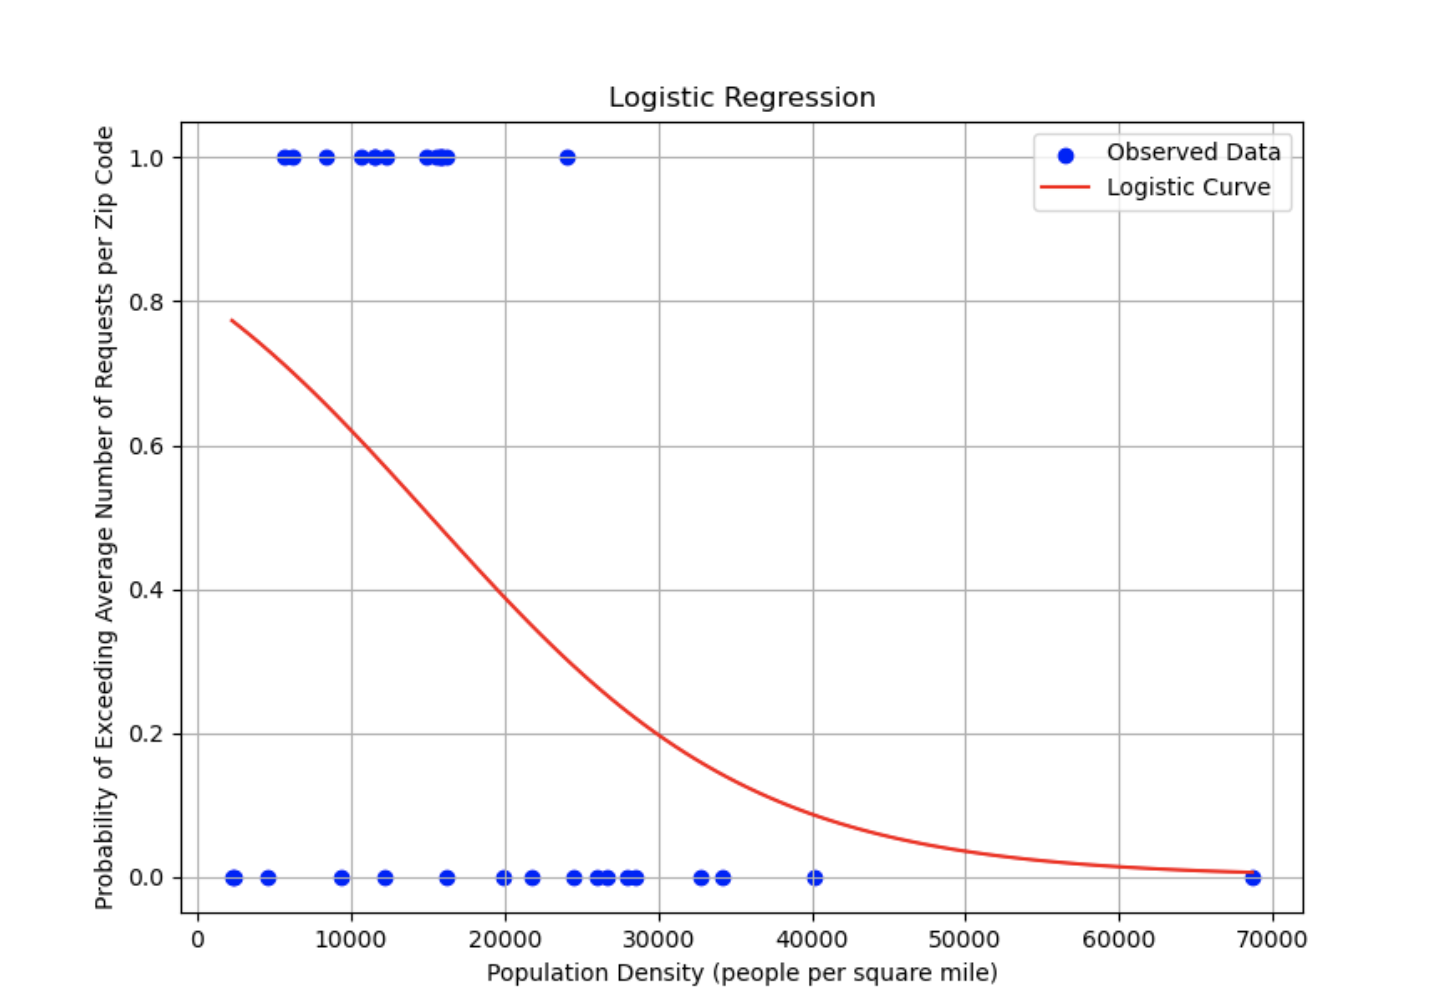 Logistic Regression
Observed Data
Logistic Curve
Probability of Exceeding Average Number of Requests per Zip Code
1.0
0.8
0.6
0.4
0.2
0.0
0 10000 20000 30000 40000 50000 60000 70000
Population Density (people per square mile)